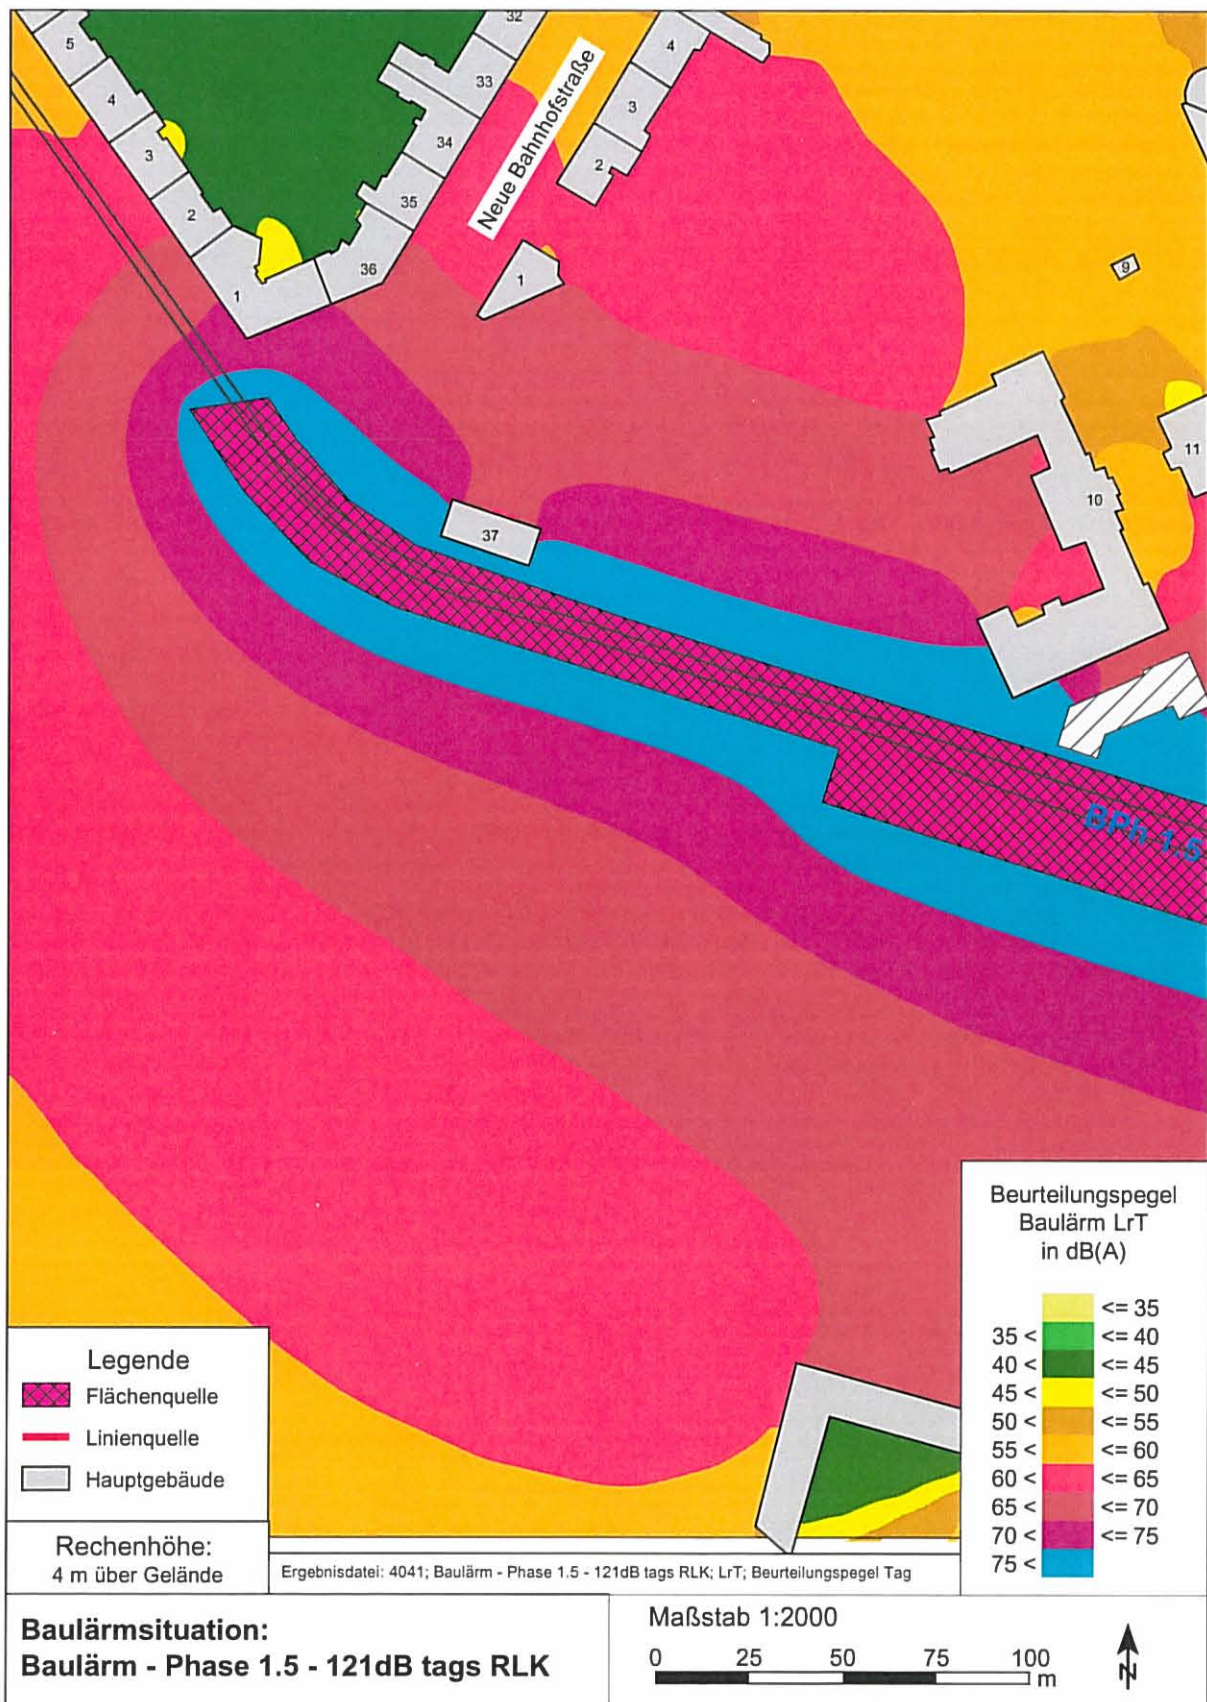 32
5
33
4
4
3
34
3
2
2
35
Neue Bahnhofstraße
36
1
1
9
11
10
37
BPh 1.5
Beurteilungspegel
Baulärm LrT
in dB(A)
<= 35
35 < <= 40
40 < <= 45
45 < <= 50
50 < <= 55
55 < <= 60
60 < <= 65
65 < <= 70
70 < <= 75
75 <
Legende
Flächenquelle
Linienquelle
Hauptgebäude
Rechenhöhe:
4 m über Gelände
Ergebnisdatei: 4041; Baulärm - Phase 1.5 - 121dB tags RLK; LrT; Beurteilungspegel Tag
Baulärmsituation:
Baulärm - Phase 1.5 - 121dB tags RLK
Maßstab 1:2000
0 25 50 75 100
m
N